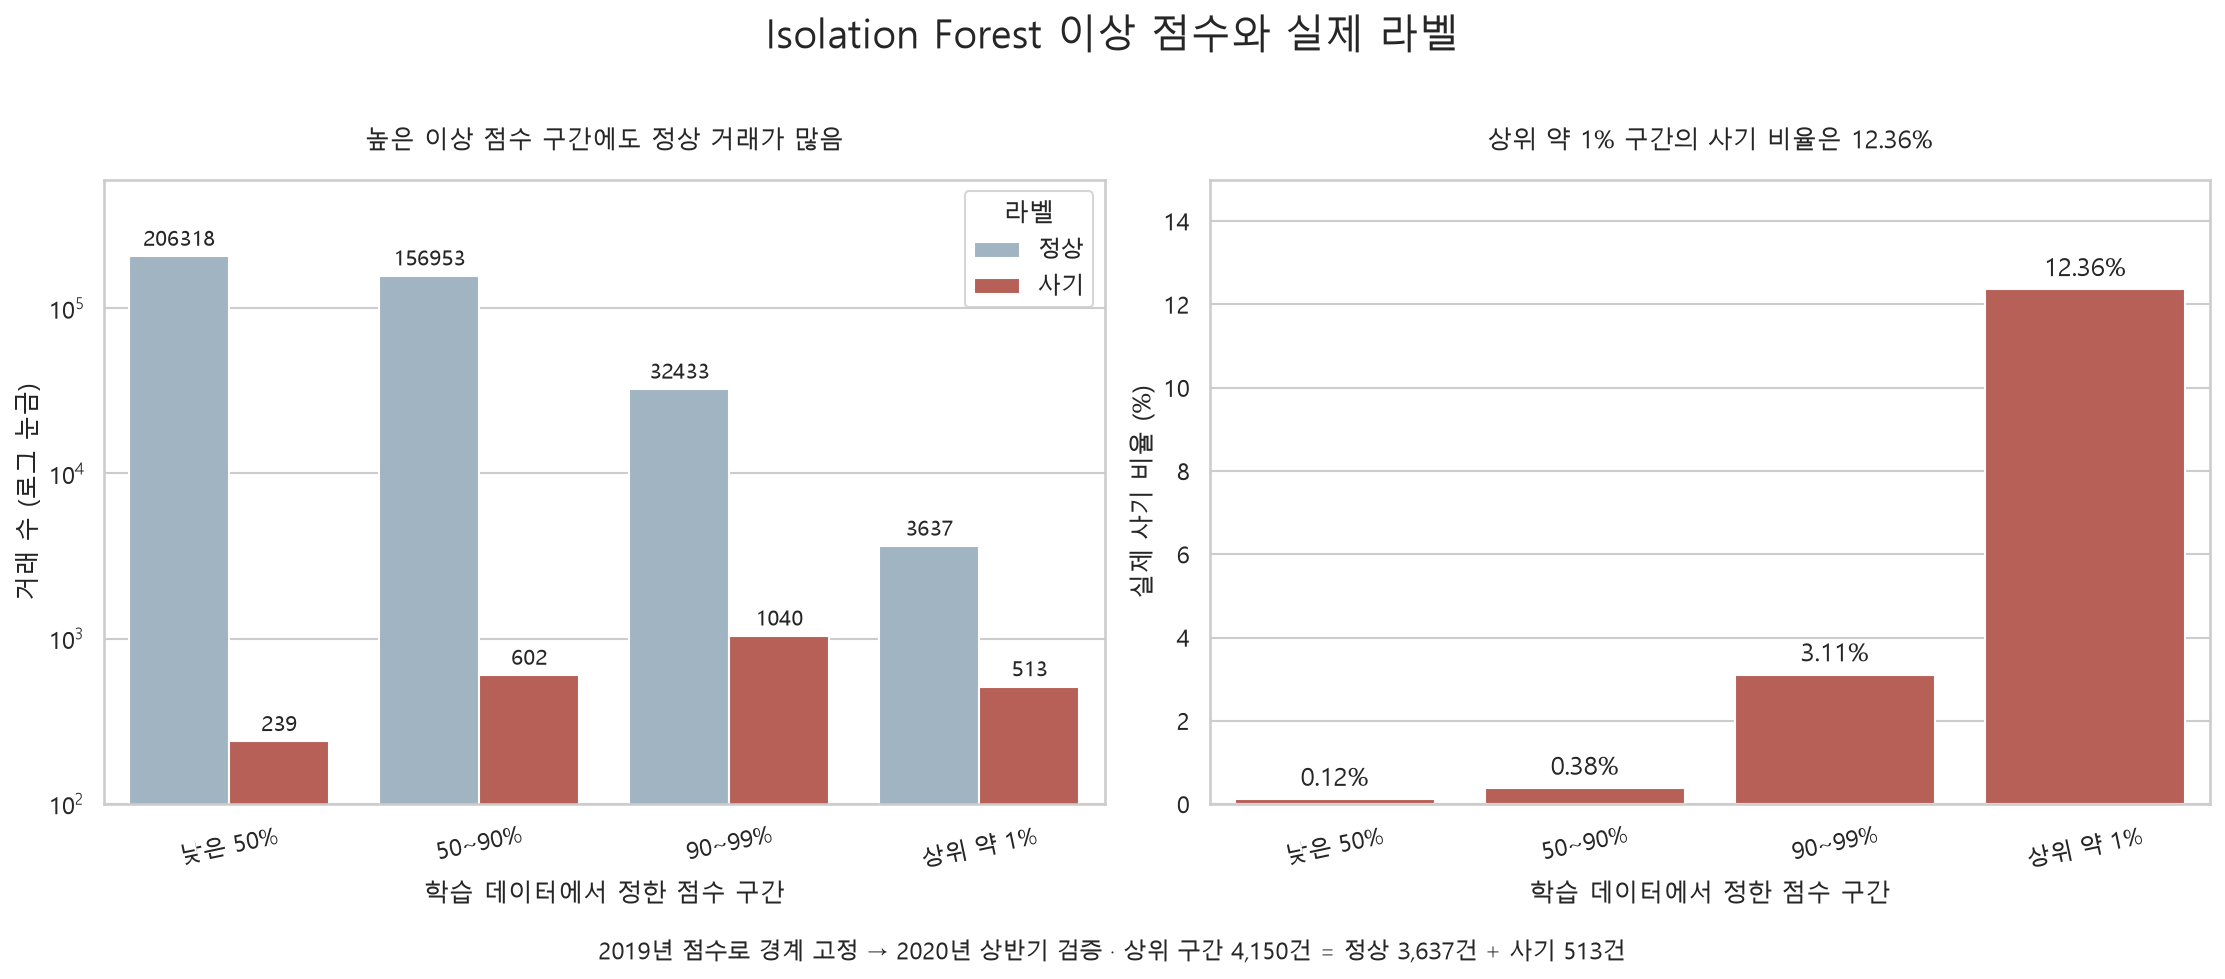 Isolation Forest 이상 점수와 실제 라벨
높은 이상 점수 구간에도 정상 거래가 많음
거래 수 (로그 눈금)
10^5
10^4
10^3
10^2
206318
239
156953
602
32433
1040
3637
513
라벨
정상
사기
낮은 50%
50~90%
90~99%
상위 약 1%
학습 데이터에서 정한 점수 구간
상위 약 1% 구간의 사기 비율은 12.36%
실제 사기 비율 (%)
14
12
10
8
6
4
2
0
0.12%
0.38%
3.11%
12.36%
낮은 50%
50~90%
90~99%
상위 약 1%
학습 데이터에서 정한 점수 구간
2019년 점수로 경계 고정 → 2020년 상반기 검증 · 상위 구간 4,150건 = 정상 3,637건 + 사기 513건